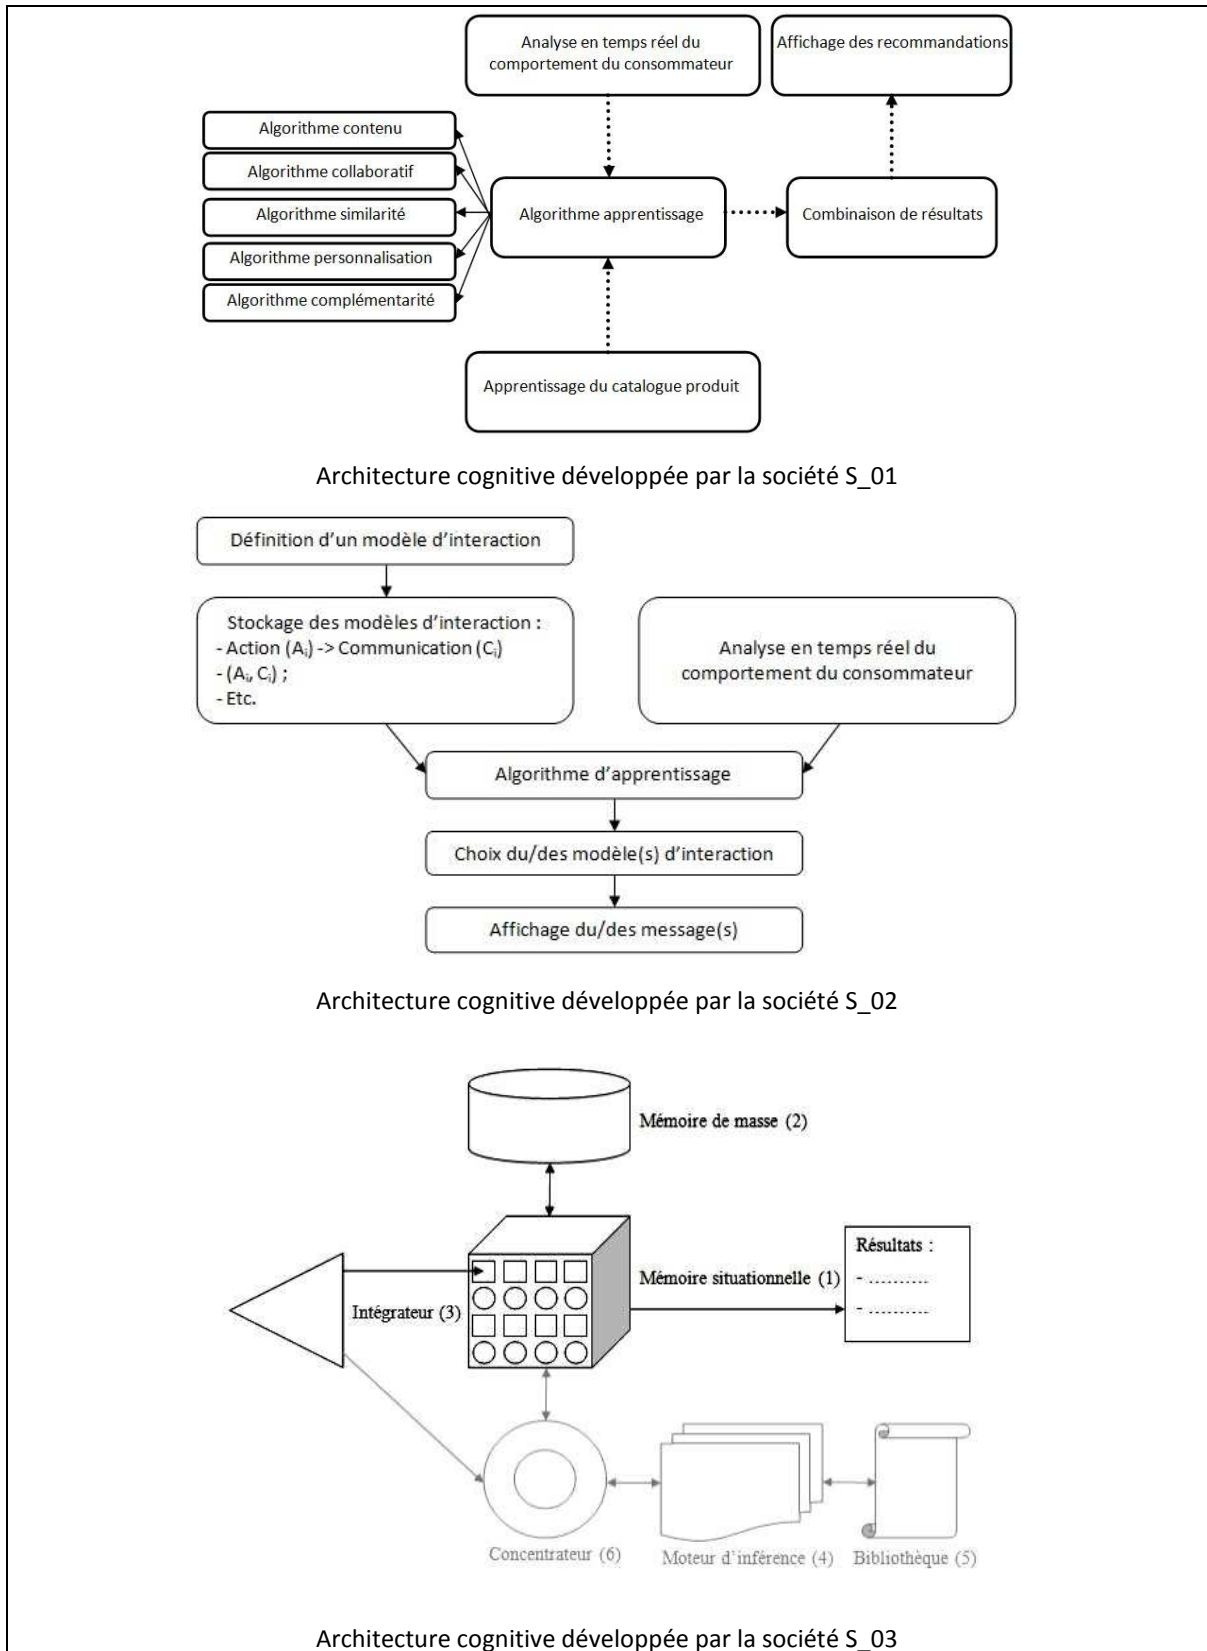 Analyse en temps réel du
comportement du consommateur
Affichage des recommandations
Algorithme contenu
Algorithme collaboratif
Algorithme similarité
Algorithme personnalisation
Algorithme complémentarité
Algorithme apprentissage
Combinaison de résultats
Apprentissage du catalogue produit
Architecture cognitive développée par la société S_01
Définition d’un modèle d’interaction
Stockage des modèles d’interaction :
- Action (Ai) -> Communication (Ci)
- (Ai, Ci) ;
- Etc.
Analyse en temps réel du
comportement du consommateur
Algorithme d’apprentissage
Choix du/des modèle(s) d’interaction
Affichage du/des message(s)
Architecture cognitive développée par la société S_02
Mémoire de masse (2)
Intégrateur (3)
Mémoire situationnelle (1)
Résultats :
- ..........
- ..........
Concentrateur (6)
Moteur d’inférence (4)
Bibliothèque (5)
Architecture cognitive développée par la société S_03